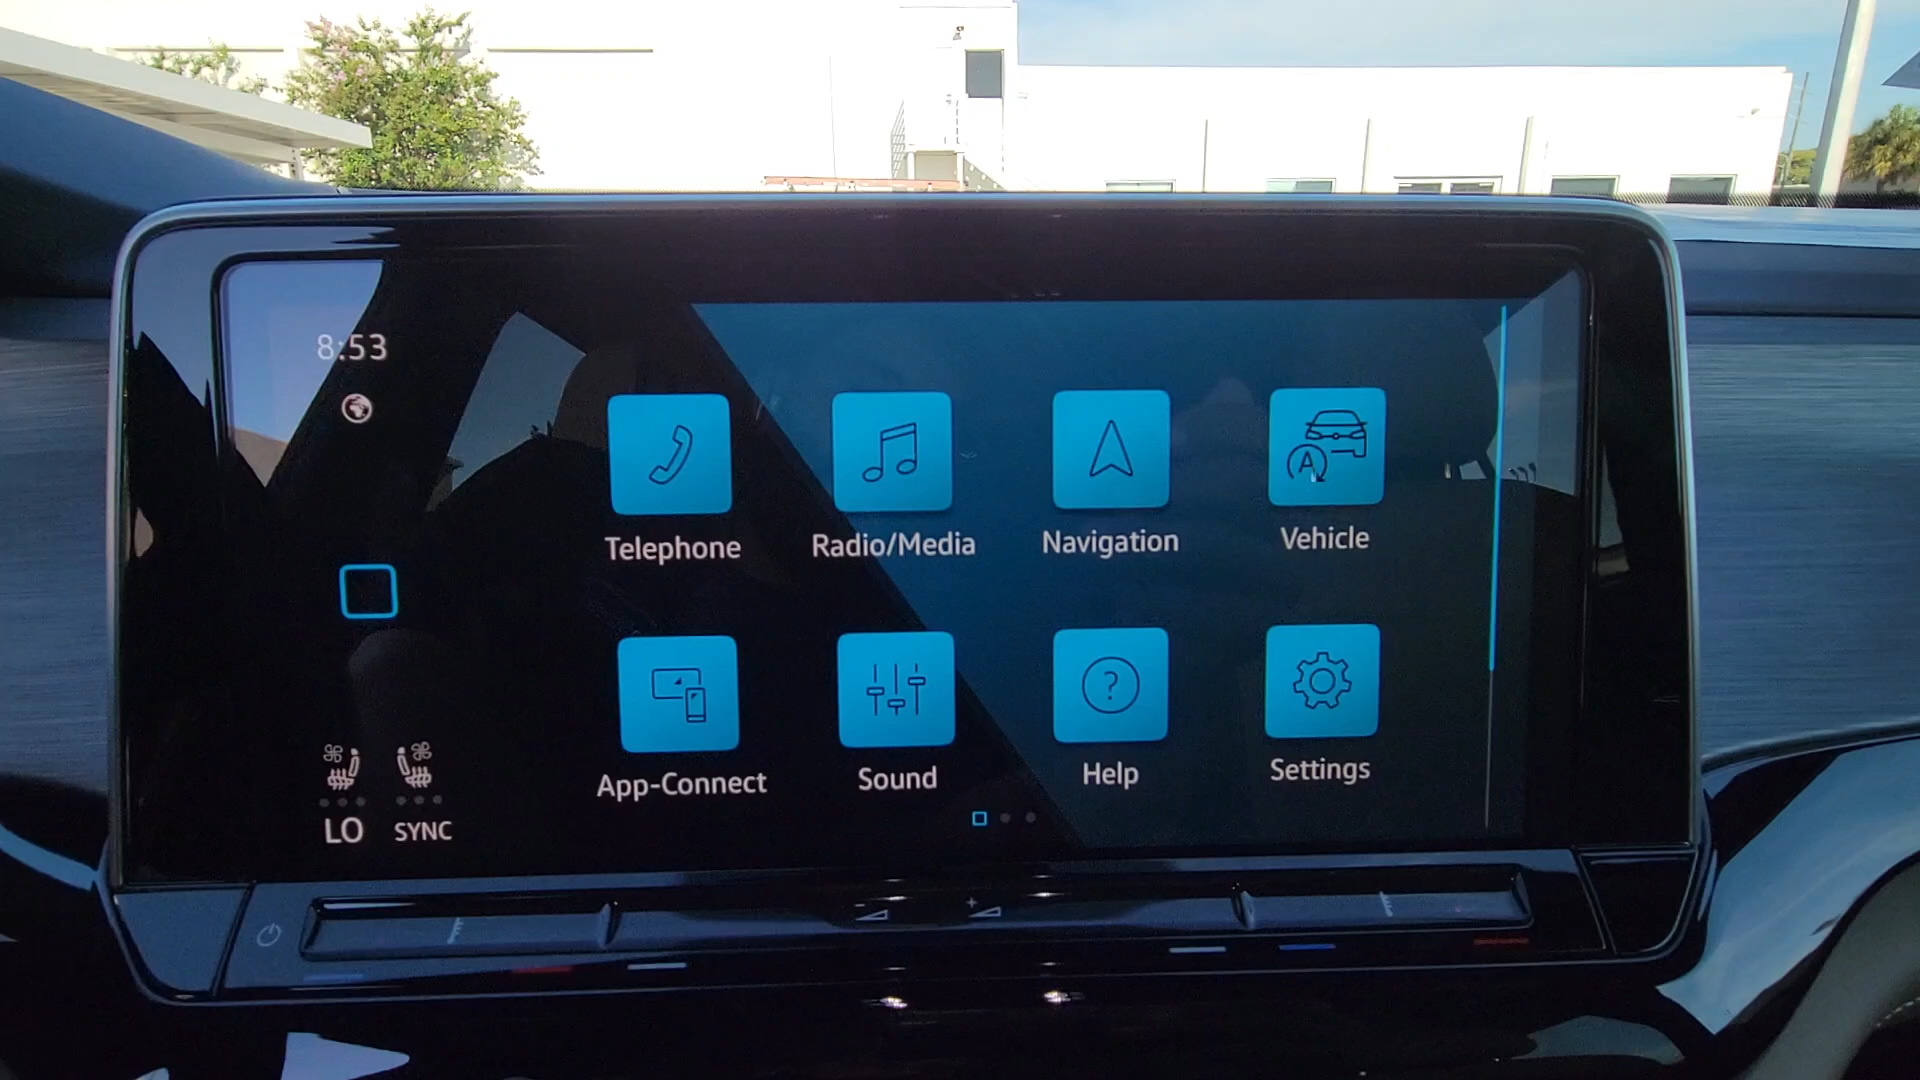 8:53
Telephone
Radio/Media
Navigation
A
Vehicle
?
App-Connect
Sound
Help
Settings
LO
SYNC
- +